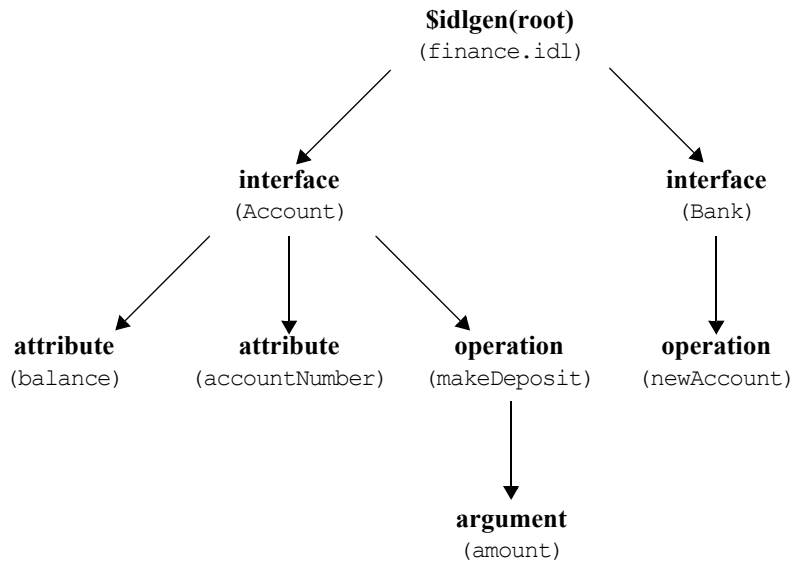 $idlgen(root)
(finance.idl)
interface
(Account)
interface
(Bank)
attribute
(balance)
attribute
(accountNumber)
operation
(makeDeposit)
operation
(newAccount)
argument
(amount)